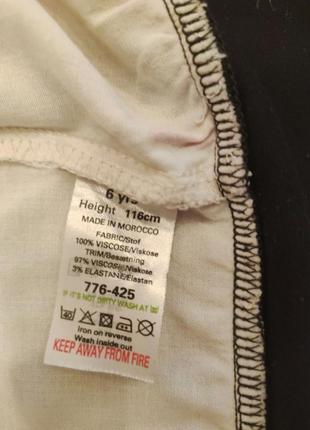 6 yrs
Height 116cm
MADE IN MOROCCO
FABRIC/Stof
100% VISCOSE/Viskose
TRIM/Besætning
97% VISCOSE/Viskose
3% ELASTANE/Elastan
776-425
IF IT'S NOT DIRTY WASH AT 30
40
Iron on reverse
Wash inside out
KEEP AWAY FROM FIRE